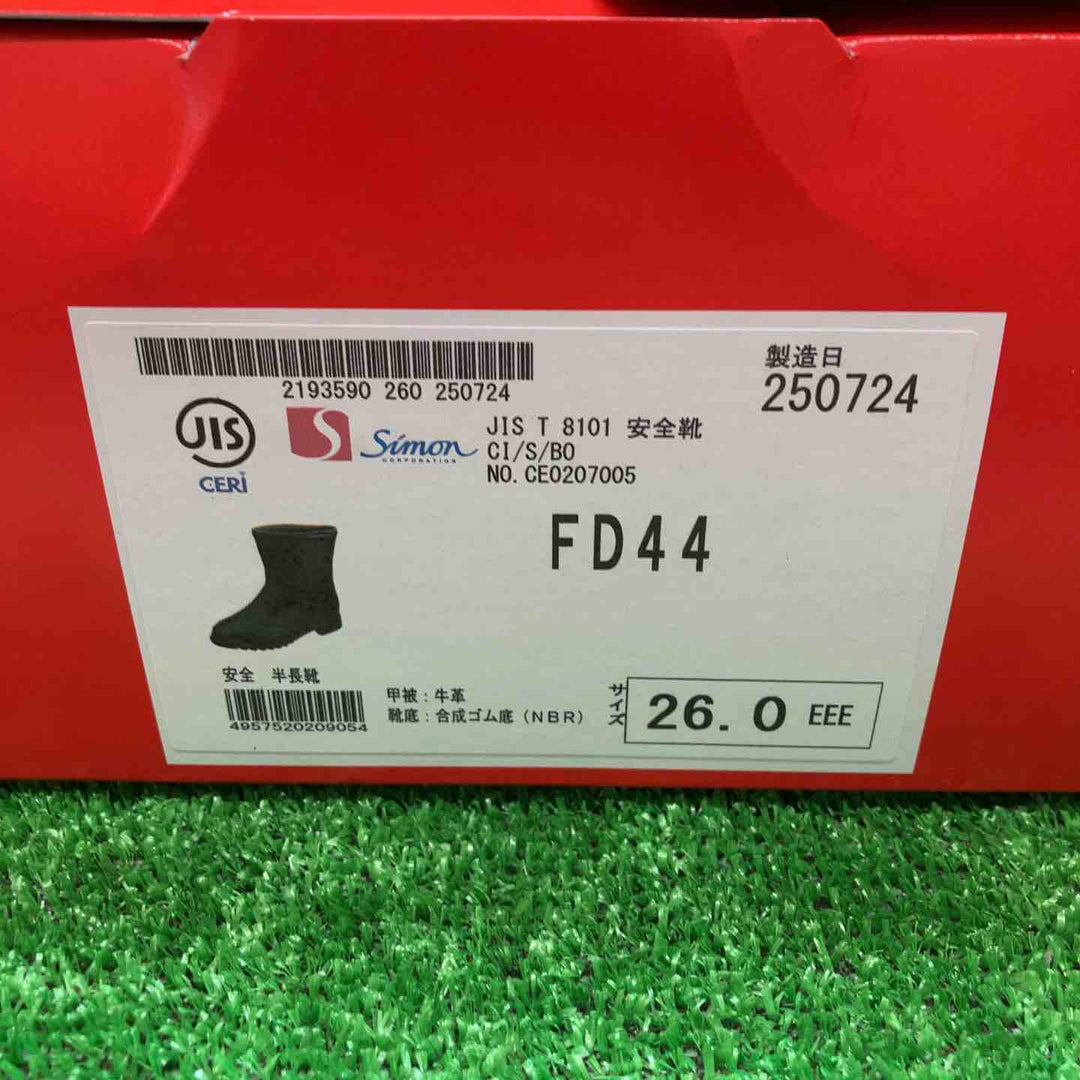 2193590 260 250724
製造日
250724
JIS
CERI
Simon
CORPORATION
JIS T 8101 安全靴
CI/S/BO
NO. CE0207005
FD44
安全 半長靴
4957520209054
甲被:牛革
靴底:合成ゴム底(NBR)
サイズ
26.0 EEE